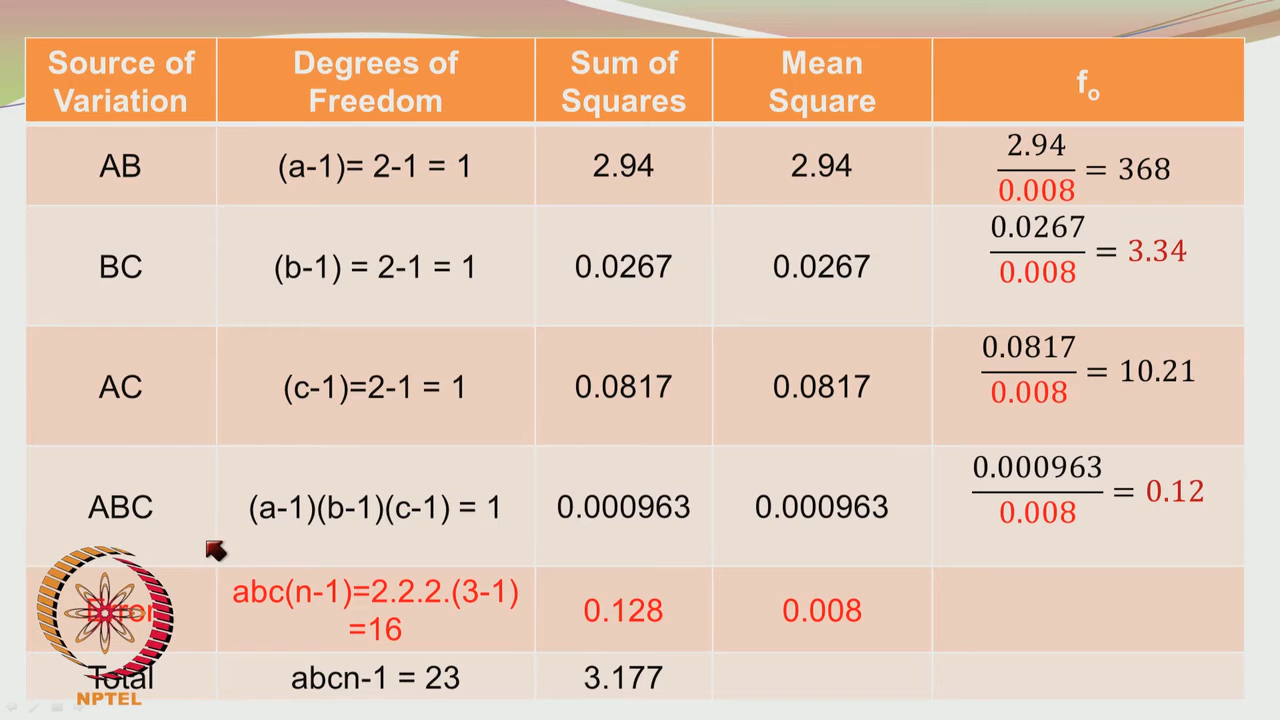 Source of Variation Degrees of Freedom Sum of Squares Mean Square fo
AB (a-1)= 2-1 = 1 2.94 2.94 2.94/0.008 = 368
BC (b-1) = 2-1 = 1 0.0267 0.0267 0.0267/0.008 = 3.34
AC (c-1)=2-1 = 1 0.0817 0.0817 0.0817/0.008 = 10.21
ABC (a-1)(b-1)(c-1) = 1 0.000963 0.000963 0.000963/0.008 = 0.12
Error abc(n-1)=2.2.2.(3-1) =16 0.128 0.008
Total abcn-1 = 23 3.177
NPTEL